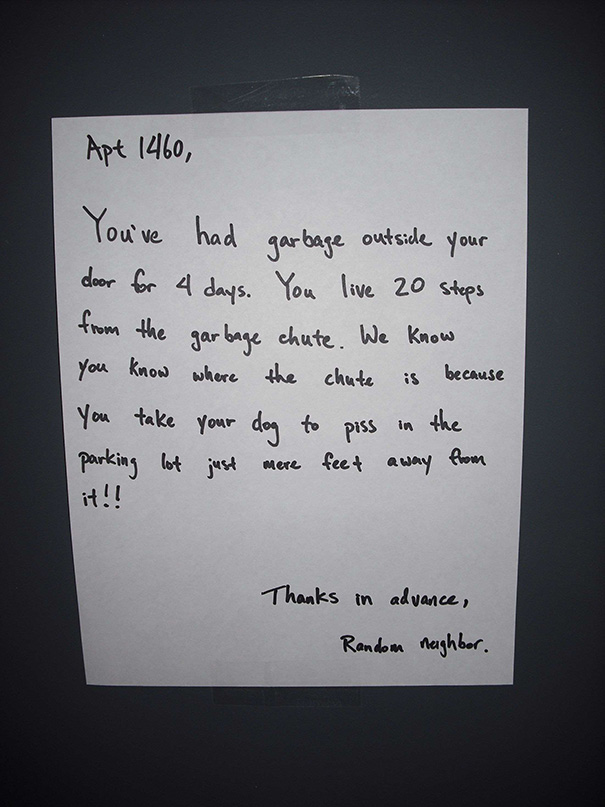 Apt 1460,
You've had garbage outside your
door for 4 days. You live 20 steps
from the garbage chute. We know
you know where the chute is because
you take your dog to piss in the
parking lot just mere feet away from
it!!
Thanks in advance,
Random neighbor.